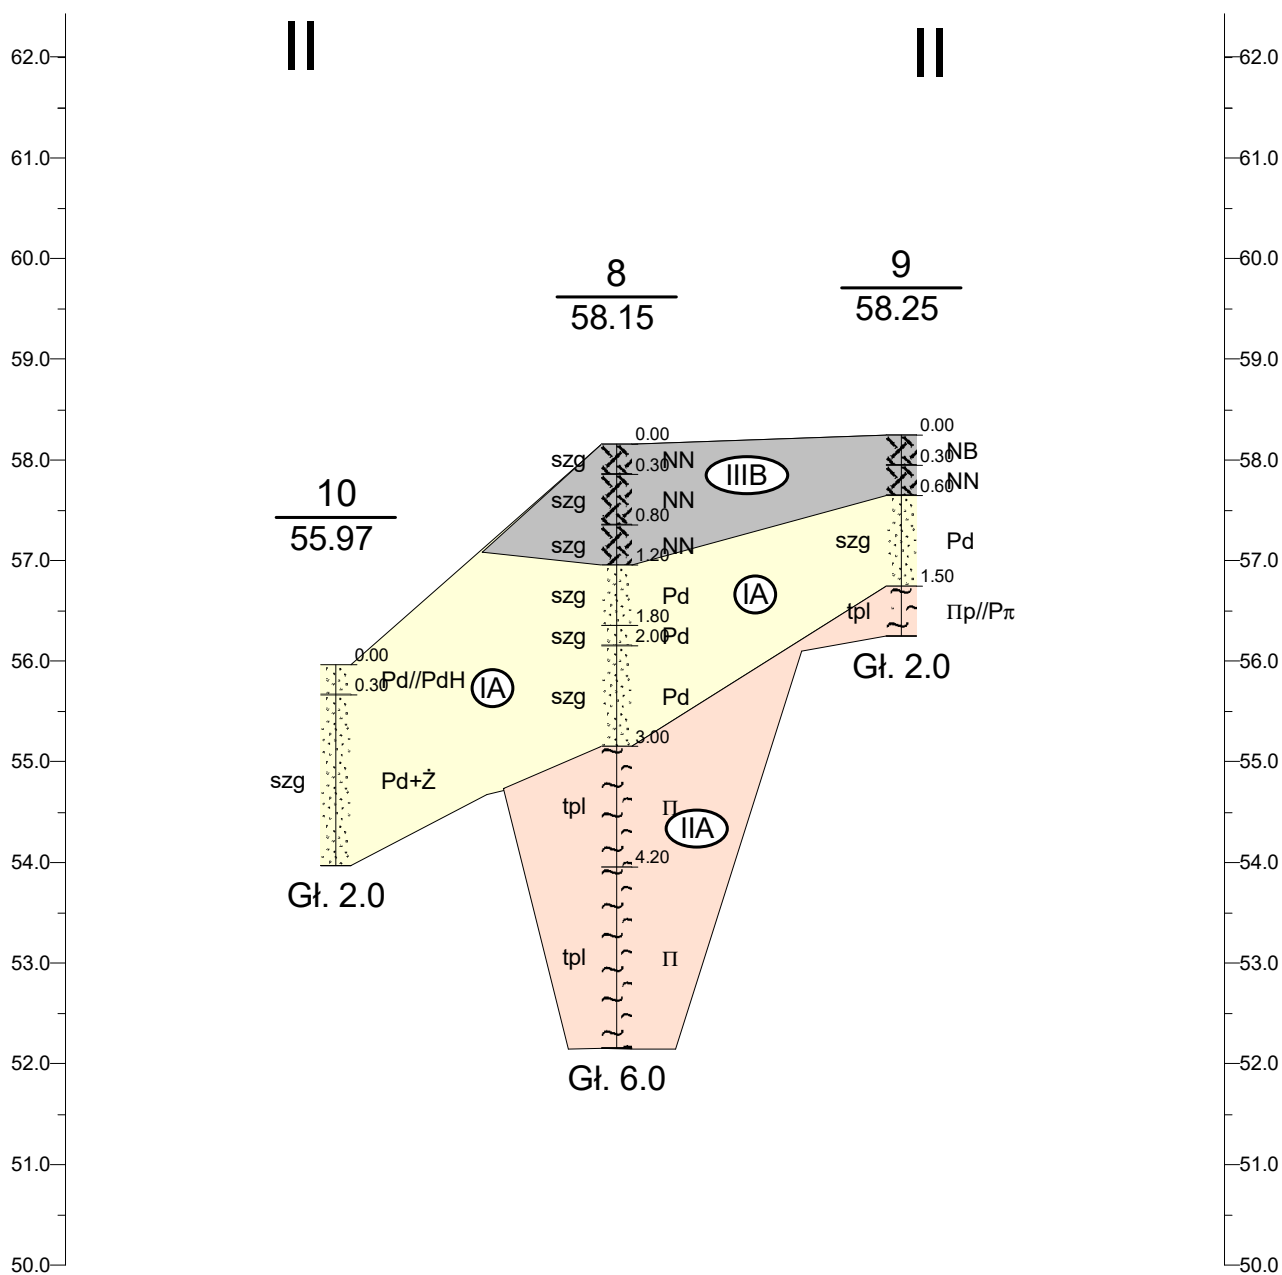 II II
62.0 62.0
61.0 61.0
60.0 60.0
9
8
58.25
58.15
59.0 59.0
0.00
0.00
NB
58.0 szg NN IIIB 0.30 58.0
0.30
NN
0.60
10
szg NN
0.80
55.97
szg Pd
szg NN
57.0 1.20 57.0
1.50
szg Pd IA
tpl Πp//Pπ
1.80
szg Pd
2.00
56.0 0.00 Gł. 2.0 56.0
Pd//PdH IA
0.30
szg Pd
3.00
55.0 55.0
szg Pd+Ż
tpl Π
IIA
54.0 4.20 54.0
Gł. 2.0
53.0 tpl Π 53.0
52.0 52.0
Gł. 6.0
51.0 51.0
50.0 50.0